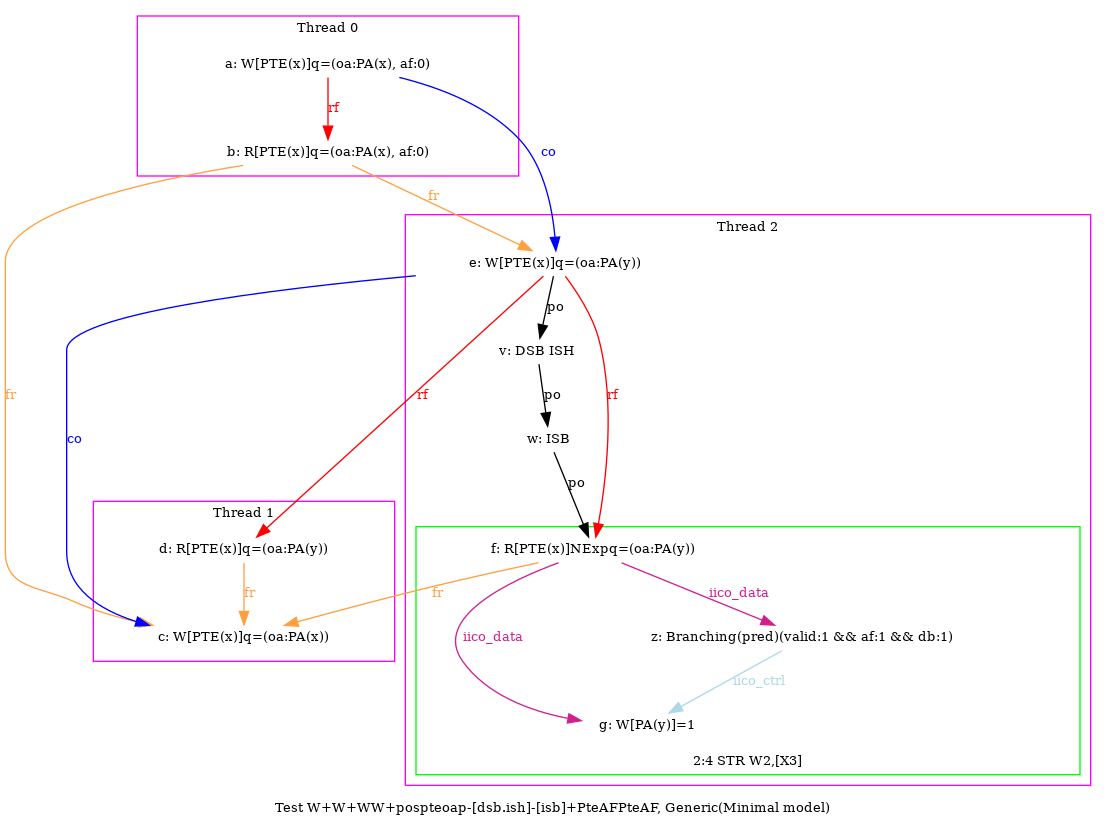 Thread 0
a: W[PTE(x)]q=(oa:PA(x), af:0)
rf
b: R[PTE(x)]q=(oa:PA(x), af:0)
co
fr
Thread 2
e: W[PTE(x)]q=(oa:PA(y))
po
v: DSB ISH
fr
rf
po
rf
co
w: ISB
po
Thread 1
d: R[PTE(x)]q=(oa:PA(y))
f: R[PTE(x)]NExpq=(oa:PA(y))
fr
fr
iico_data
iico_data
c: W[PTE(x)]q=(oa:PA(x))
z: Branching(pred)(valid:1 && af:1 && db:1)
iico_ctrl
g: W[PA(y)]=1
2:4 STR W2,[X3]
Test W+W+WW+pospteoap-[dsb.ish]-[isb]+PteAFPteAF, Generic(Minimal model)